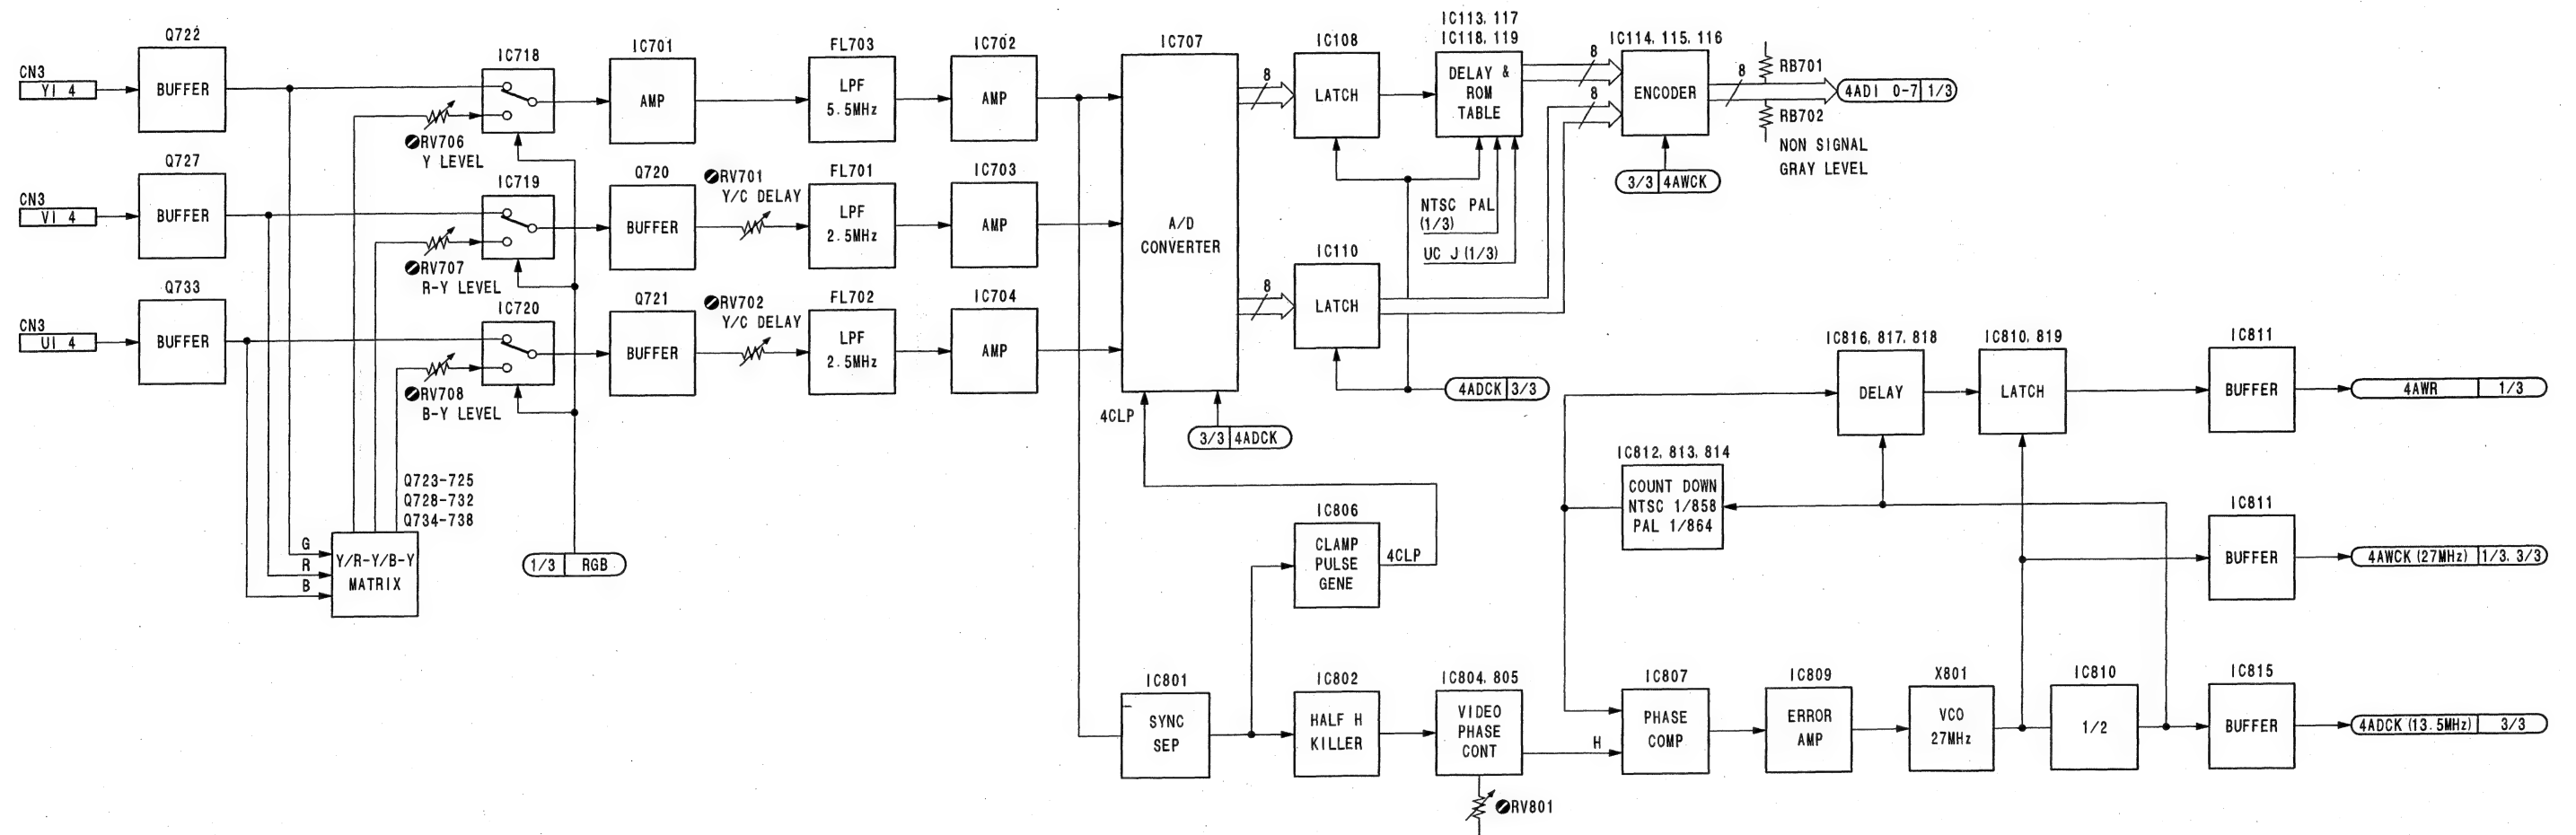 CN3
YI 4
Q722
BUFFER
RV706
Y LEVEL
IC718
IC701
AMP
FL703
LPF
5.5MHz
IC702
AMP
IC707
A/D
CONVERTER
8
IC108
LATCH
IC113, 117
IC118, 119
DELAY &
ROM
TABLE
8
8
IC114, 115, 116
ENCODER
8
RB701
4ADI 0-7 1/3
RB702
NON SIGNAL
GRAY LEVEL
3/3 4AWCK
NTSC PAL
(1/3)
UC J (1/3)
CN3
VI 4
Q727
BUFFER
RV707
R-Y LEVEL
IC719
Q720
BUFFER
RV701
Y/C DELAY
FL701
LPF
2.5MHz
IC703
AMP
8
IC110
LATCH
4ADCK 3/3
CN3
UI 4
Q733
BUFFER
RV708
B-Y LEVEL
IC720
Q721
BUFFER
RV702
Y/C DELAY
FL702
LPF
2.5MHz
IC704
AMP
4CLP
3/3 4ADCK
Q723-725
Q728-732
Q734-738
G
R
B
Y/R-Y/B-Y
MATRIX
1/3 RGB
IC806
CLAMP
PULSE
GENE
4CLP
IC816, 817, 818
DELAY
IC810, 819
LATCH
IC811
BUFFER
4AWR 1/3
IC812, 813, 814
COUNT DOWN
NTSC 1/858
PAL 1/864
IC811
BUFFER
4AWCK (27MHz) 1/3. 3/3
IC801
SYNC
SEP
IC802
HALF H
KILLER
IC804, 805
VIDEO
PHASE
CONT
RV801
H
IC807
PHASE
COMP
IC809
ERROR
AMP
X801
VCO
27MHz
IC810
1/2
IC815
BUFFER
4ADCK (13.5MHz) 3/3